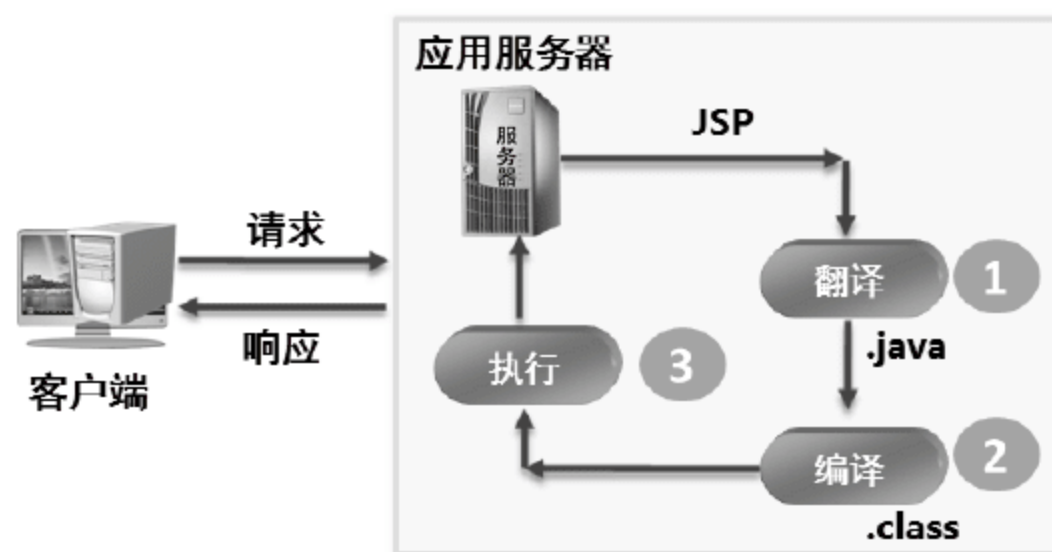 应用服务器
服务器
JSP
请求
响应
客户端
翻译
1
.java
执行
3
编译
2
.class